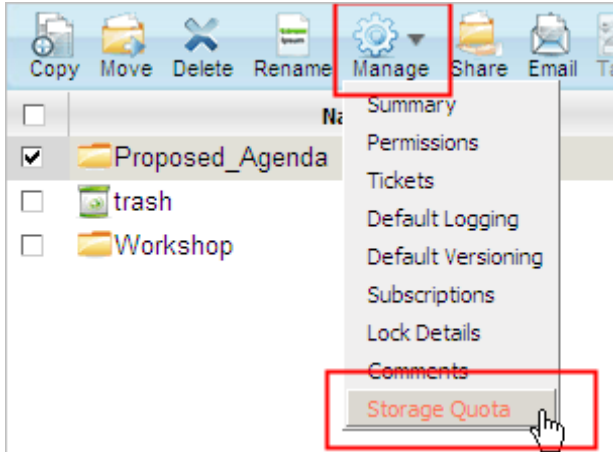 Copy Move Delete Rename Manage Share Email
Summary
Permissions
Proposed_Agenda
Tickets
trash
Default Logging
Workshop
Default Versioning
Subscriptions
Lock Details
Comments
Storage Quota